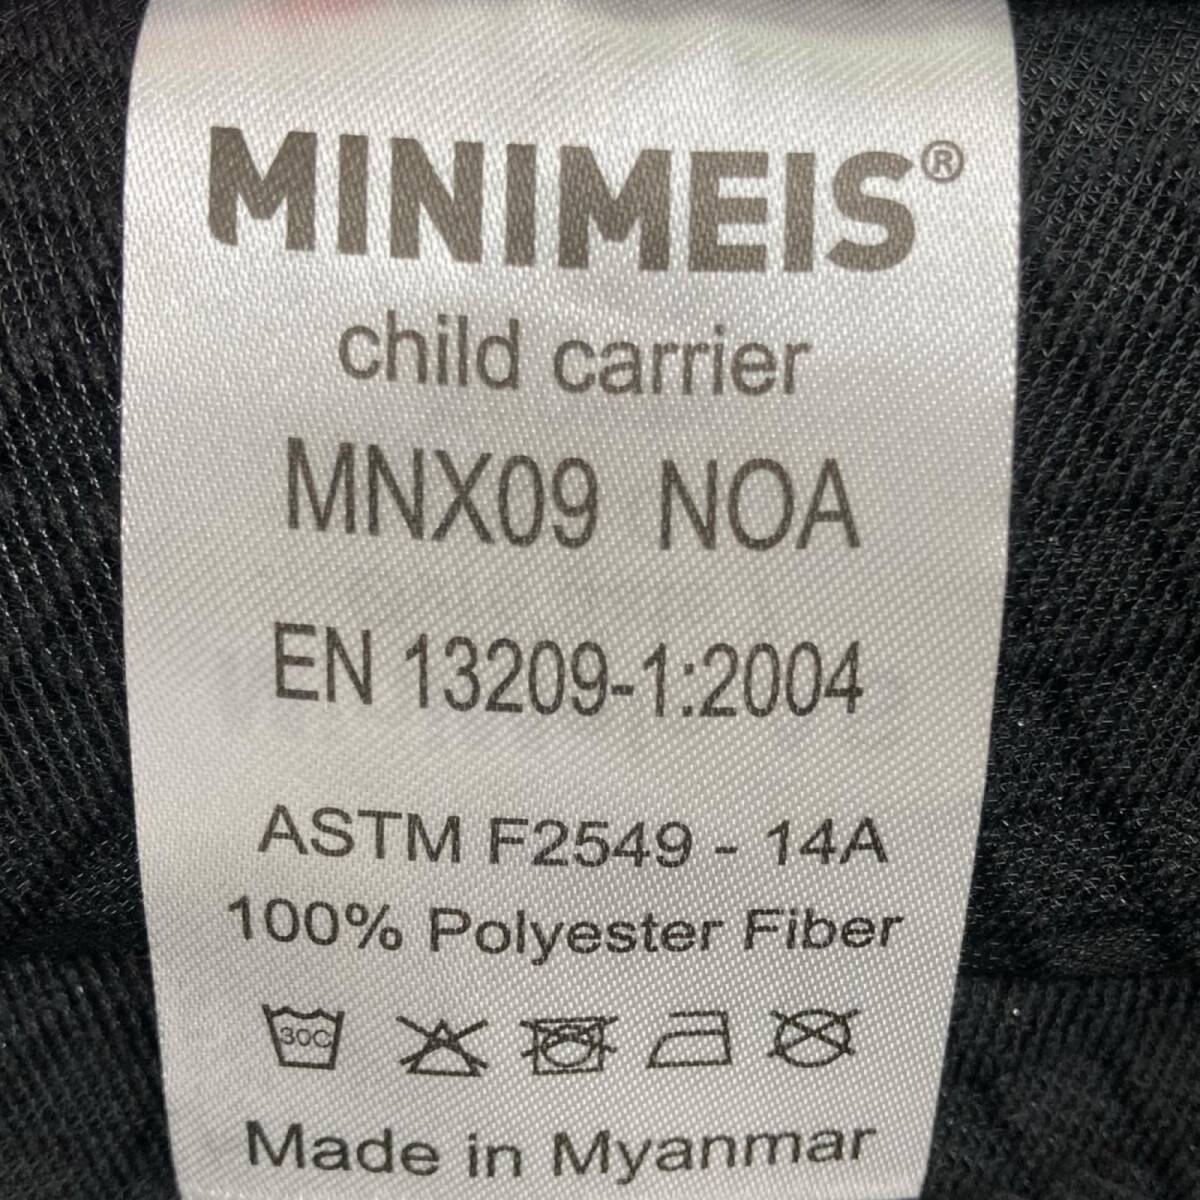 MINIMEIS®
child carrier
MNX09 NOA
EN 13209-1:2004
ASTM F2549 - 14A
100% Polyester Fiber
30C
Made in Myanmar